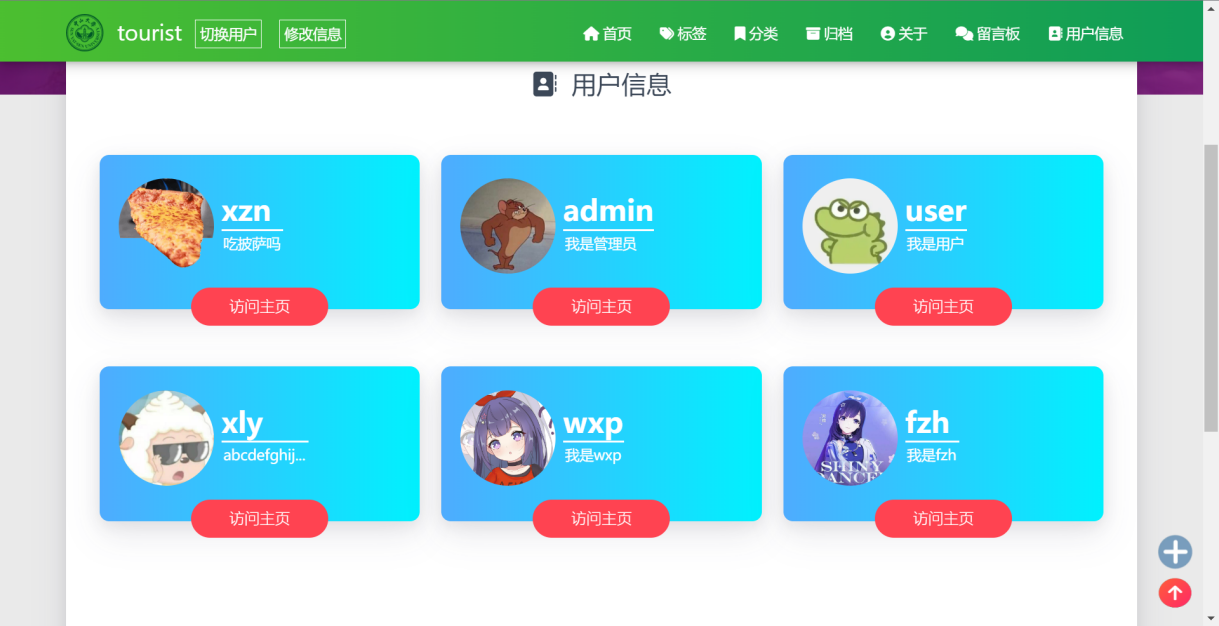 tourist 切换用户 修改信息 首页 标签 分类 归档 关于 留言板 用户信息
用户信息
xzn
吃披萨吗
访问主页
admin
我是管理员
访问主页
user
我是用户
访问主页
xly
abcdefghij...
访问主页
wxp
我是wxp
访问主页
fzh
我是fzh
SHINY
DANCE
访问主页